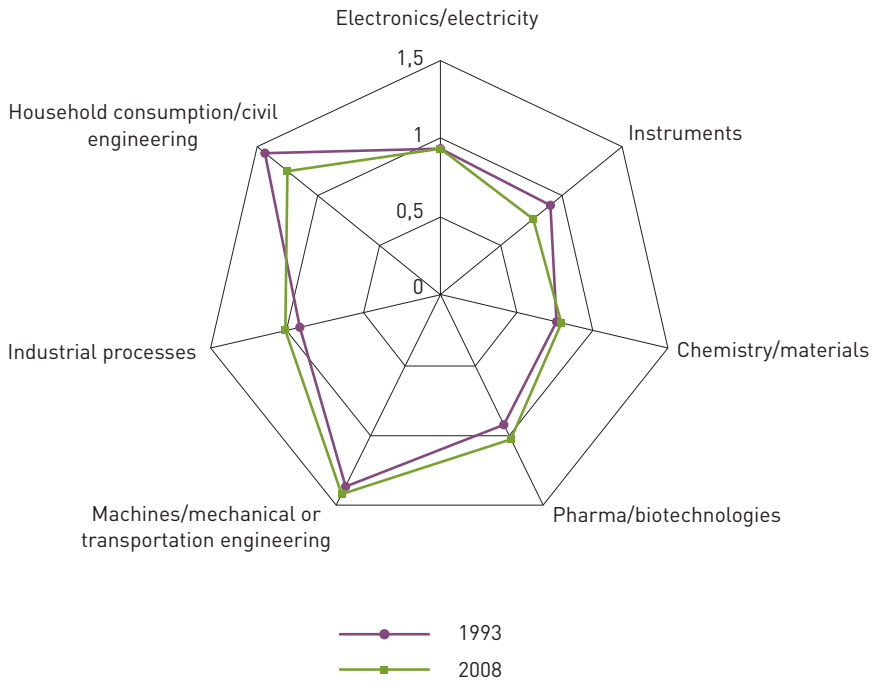 Electronics/electricity
1,5
Household consumption/civil
engineering
1
Instruments
0,5
0
Industrial processes
Chemistry/materials
Machines/mechanical or
transportation engineering
Pharma/biotechnologies
1993
2008